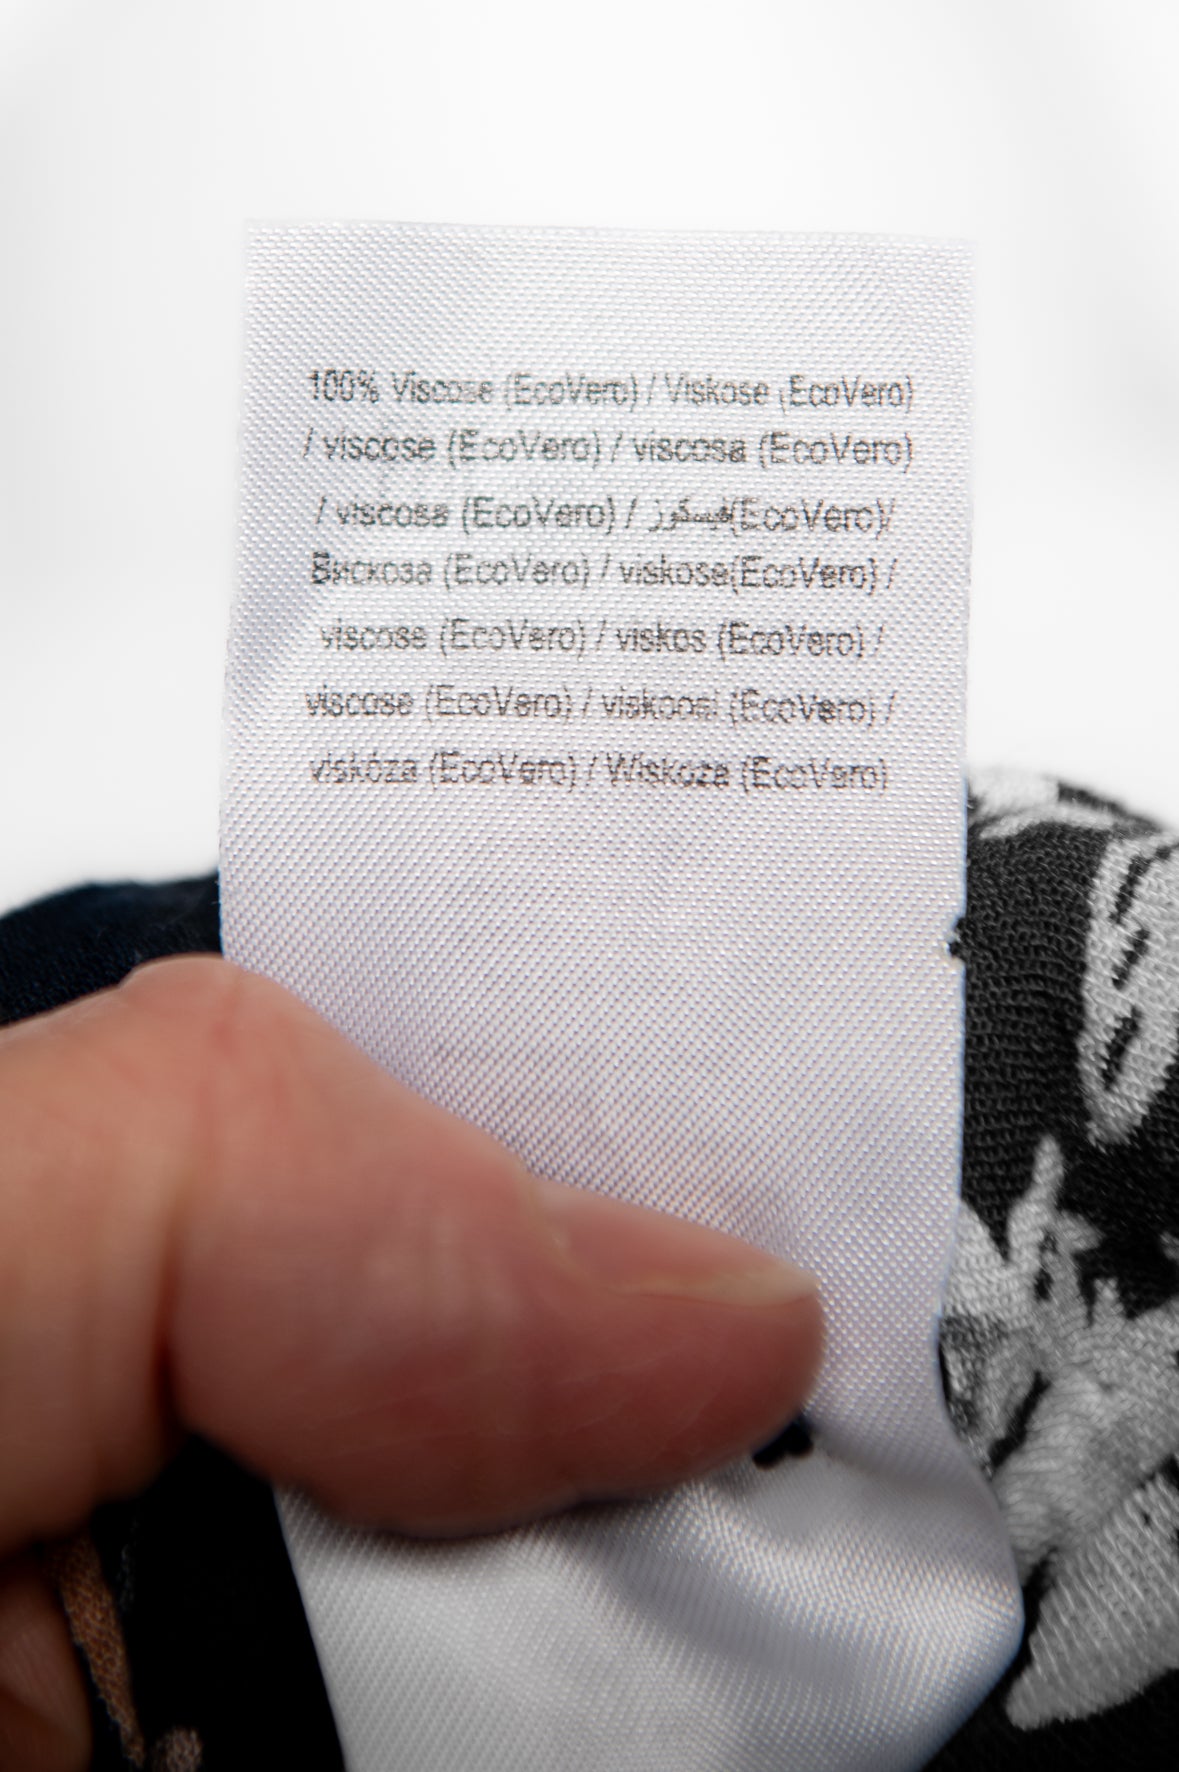 100% Viscose (EcoVero) / Viskose (EcoVero)
/ viscose (EcoVero) / viscosa (EcoVero)
/ viscosa (EcoVero) / فيسكوز(EcoVero)/
Вискоза (EcoVero) / viskose(EcoVero) /
viscose (EcoVero) / viskos (EcoVero) /
viscose (EcoVero) / viskoosi (EcoVero) /
viskóza (EcoVero) / Wiskoza (EcoVero)